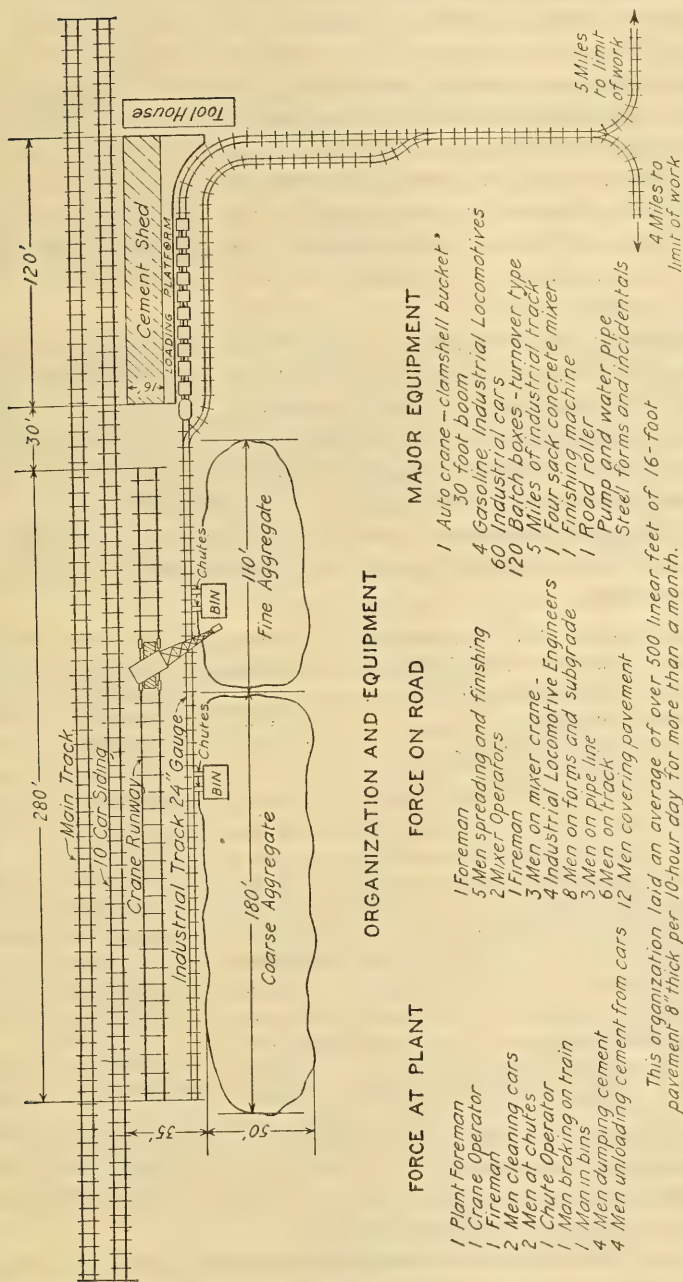 280'
30'
120'
Main Track
10 Car Siding
Crane Runway
Industrial Track 24" Gauge
Chutes
BIN
Chutes
BIN
180'
Coarse Aggregate
110'
Fine Aggregate
35'
50'
16'
Cement Shed
LOADING PLATFORM
Tool House
5 Miles
to limit
of work
4 Miles to
limit of work
ORGANIZATION AND EQUIPMENT
FORCE AT PLANT
1 Plant Foreman
1 Crane Operator
1 Fireman
2 Men cleaning cars
2 Men at chutes
1 Chute Operator
1 Man braking on train
1 Man in bins
4 Men dumping cement
4 Men unloading cement from cars
FORCE ON ROAD
1 Foreman
5 Men spreading and finishing
2 Mixer Operators
1 Fireman
3 Men on mixer crane -
4 Industrial Locomotive Engineers
8 Men on forms and subgrade
3 Men on pipe line
6 Men on track
12 Men covering pavement
MAJOR EQUIPMENT
1 Auto crane - clamshell bucket "
30 foot boom
4 Gasoline Industrial Locomotives
60 Industrial cars
120 Batch boxes - turnover type
5 Miles of industrial track
1 Four sack concrete mixer.
1 Finishing machine
1 Road roller
Pump and water pipe
Steel forms and incidentals
This organization laid an average of over 500 linear feet of 16-foot
pavement 8" thick per 10-hour day for more than a month.